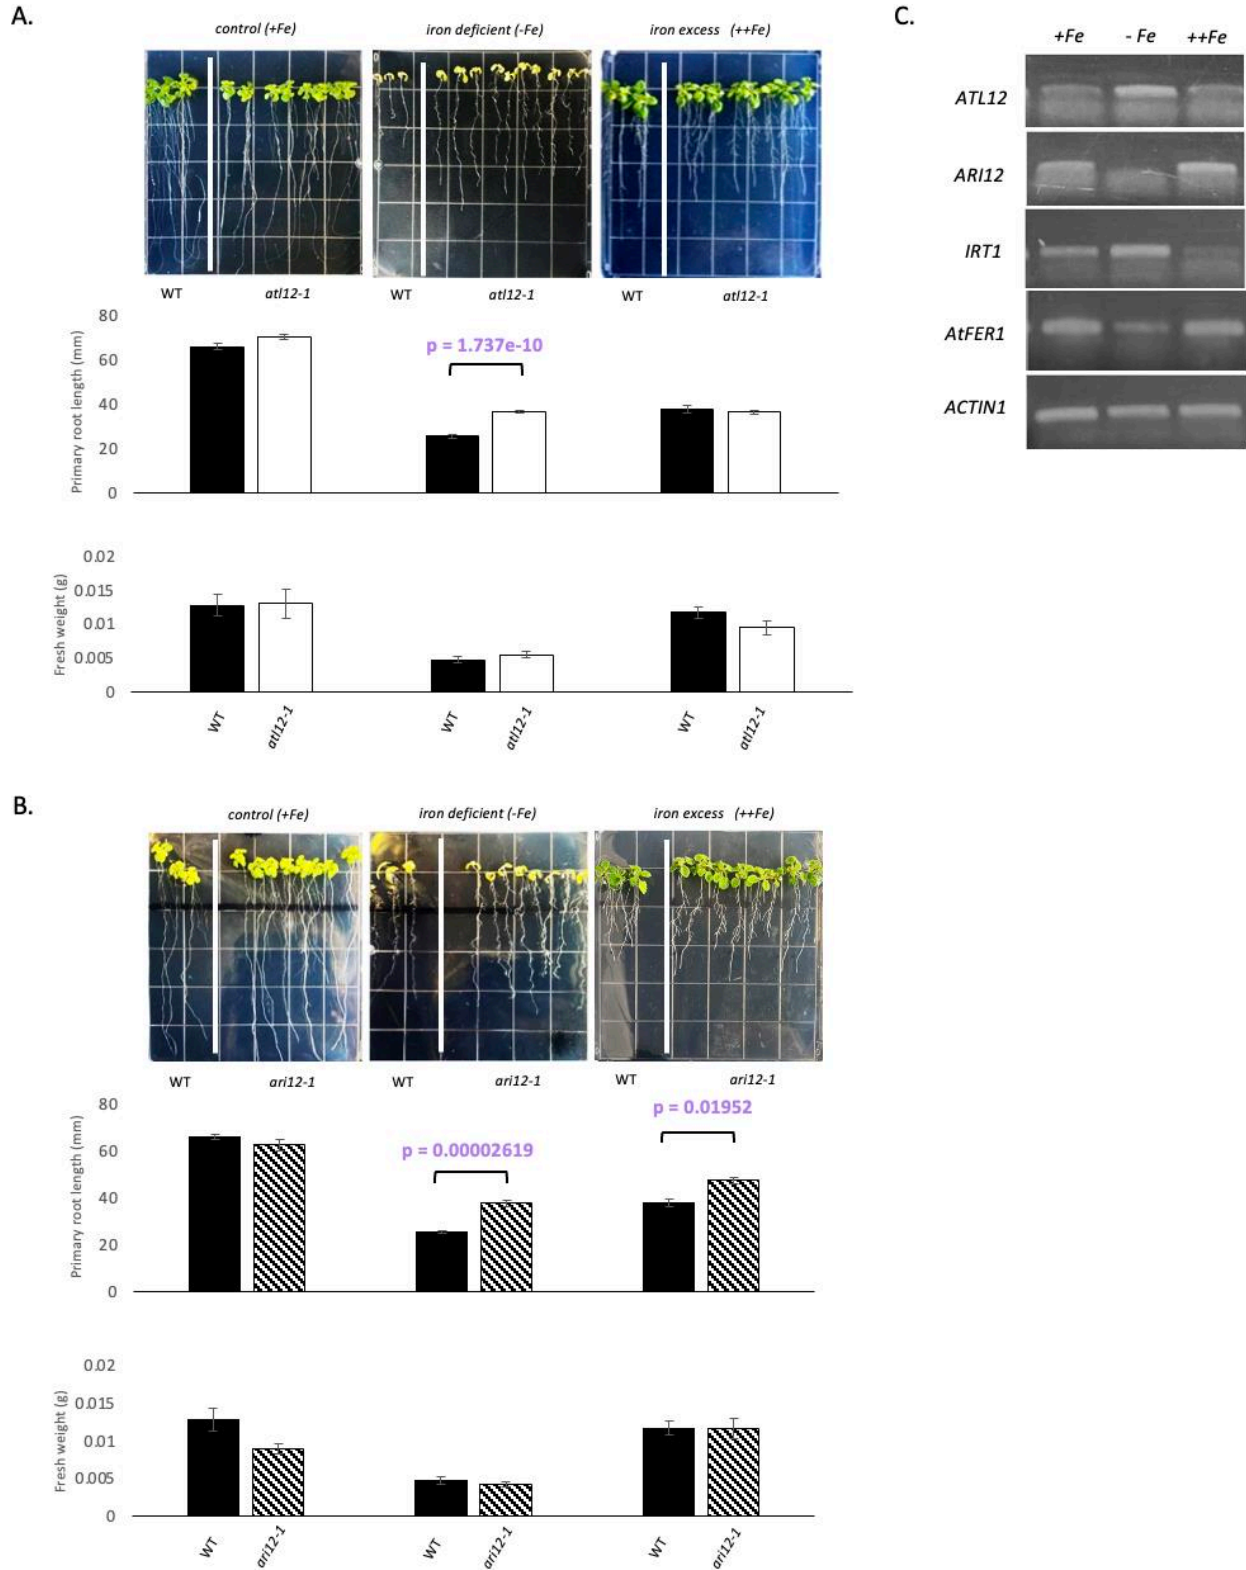 A.
control (+Fe)
iron deficient (-Fe)
iron excess (++Fe)
WT
atl12-1
WT
atl12-1
WT
atl12-1
Primary root length (mm)
80
60
40
20
0
p = 1.737e-10
Fresh weight (g)
0.02
0.015
0.01
0.005
0
WT
atl12-1
WT
atl12-1
WT
atl12-1
B.
control (+Fe)
iron deficient (-Fe)
iron excess (++Fe)
WT
ari12-1
WT
ari12-1
WT
ari12-1
Primary root length (mm)
80
60
40
20
0
p = 0.00002619
p = 0.01952
Fresh weight (g)
0.02
0.015
0.01
0.005
0
WT
ari12-1
WT
ari12-1
WT
ari12-1
C.
+Fe - Fe ++Fe
ATL12
ARI12
IRT1
AtFER1
ACTIN1